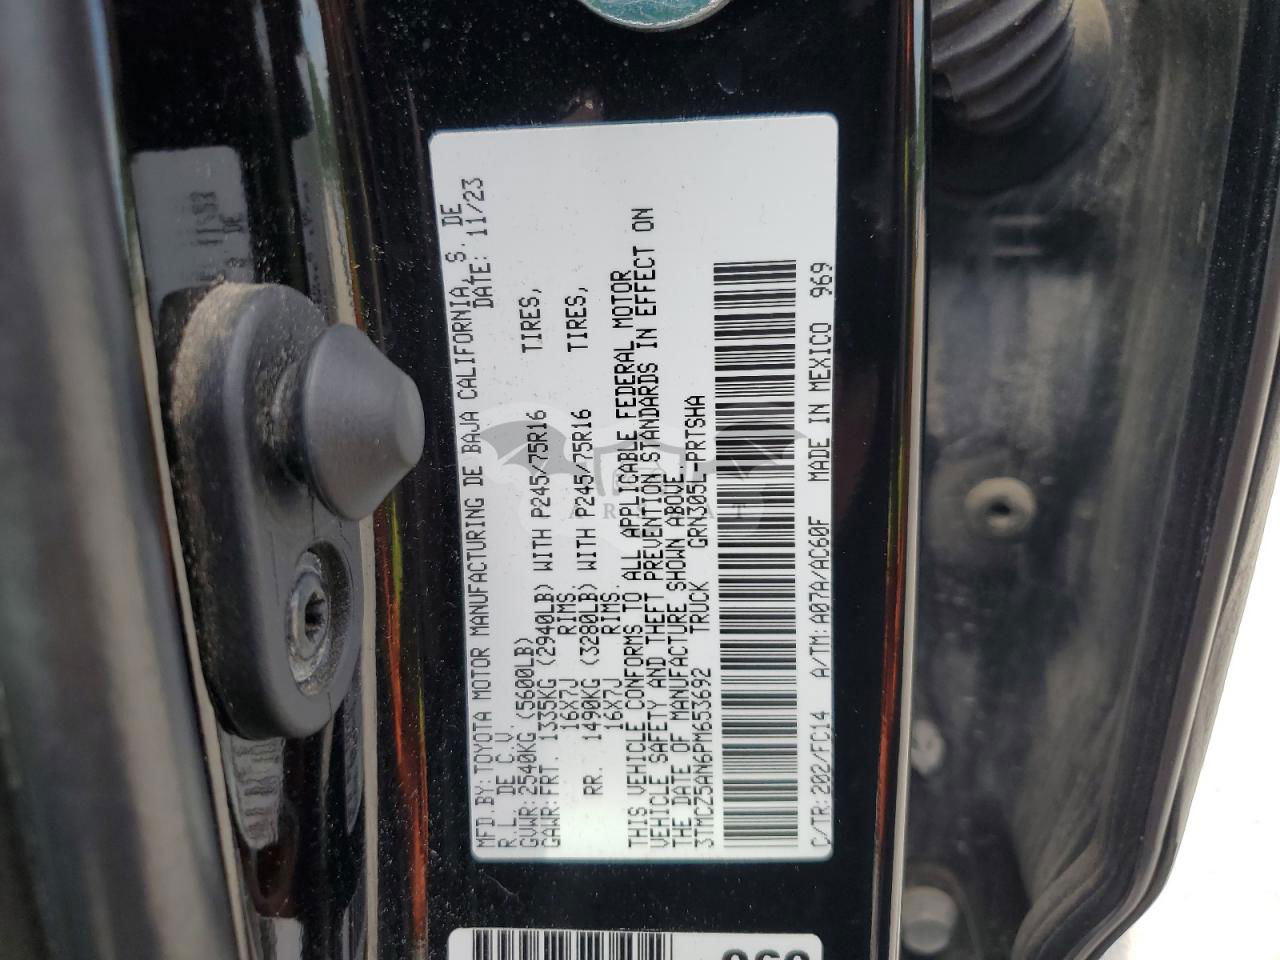 MFD.BY:TOYOTA MOTOR MANUFACTURING DE BAJA CALIFORNIA,S. DE
R.L. DE C.V. DATE: 11/23
GVWR:2540KG (5600LB)
GAWR:FRT. 1335KG (2940LB) WITH P245/75R16 TIRES,
16X7J RIMS
RR. 1490KG (3280LB) WITH P245/75R16 TIRES,
16X7J RIMS.
THIS VEHICLE CONFORMS TO ALL APPLICABLE FEDERAL MOTOR
VEHICLE SAFETY AND THEFT PREVENTION STANDARDS IN EFFECT ON
THE DATE OF MANUFACTURE SHOWN ABOVE.
3TMCZ5AN6PM653692 TRUCK GRN305L-PRTSHA
C/TR:202/FC14 A/TM:A07A/AC60F MADE IN MEXICO 969